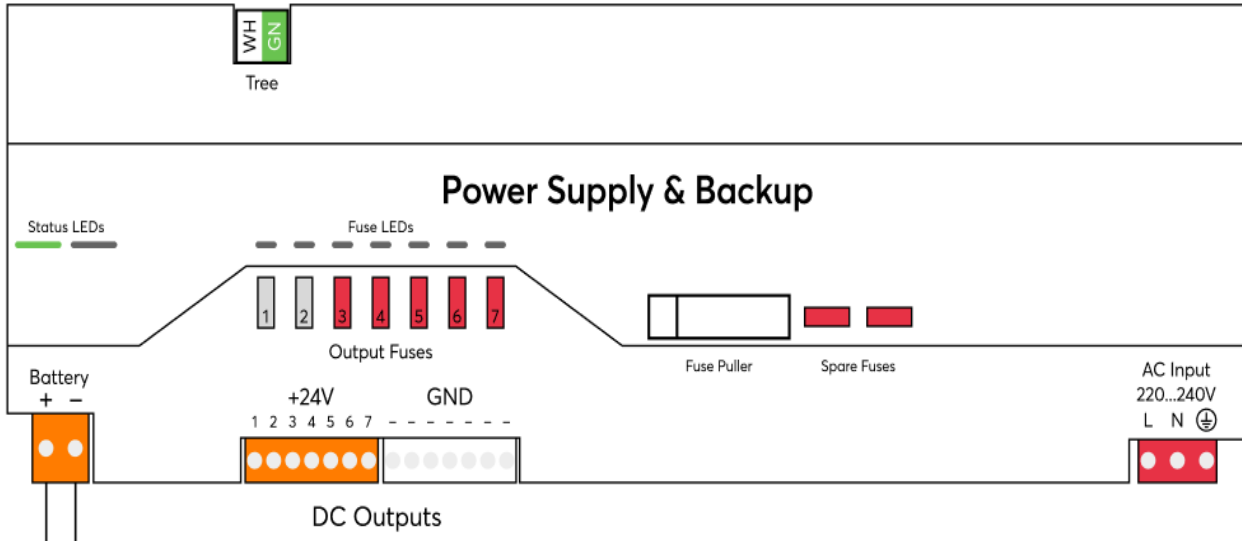 WH
GN
Tree
Power Supply & Backup
Status LEDs
Fuse LEDs
1 2 3 4 5 6 7
Output Fuses
Fuse Puller
Spare Fuses
Battery
+ −
+24V
GND
1 2 3 4 5 6 7 - - - - - - -
AC Input
220...240V
L N ⏚
DC Outputs